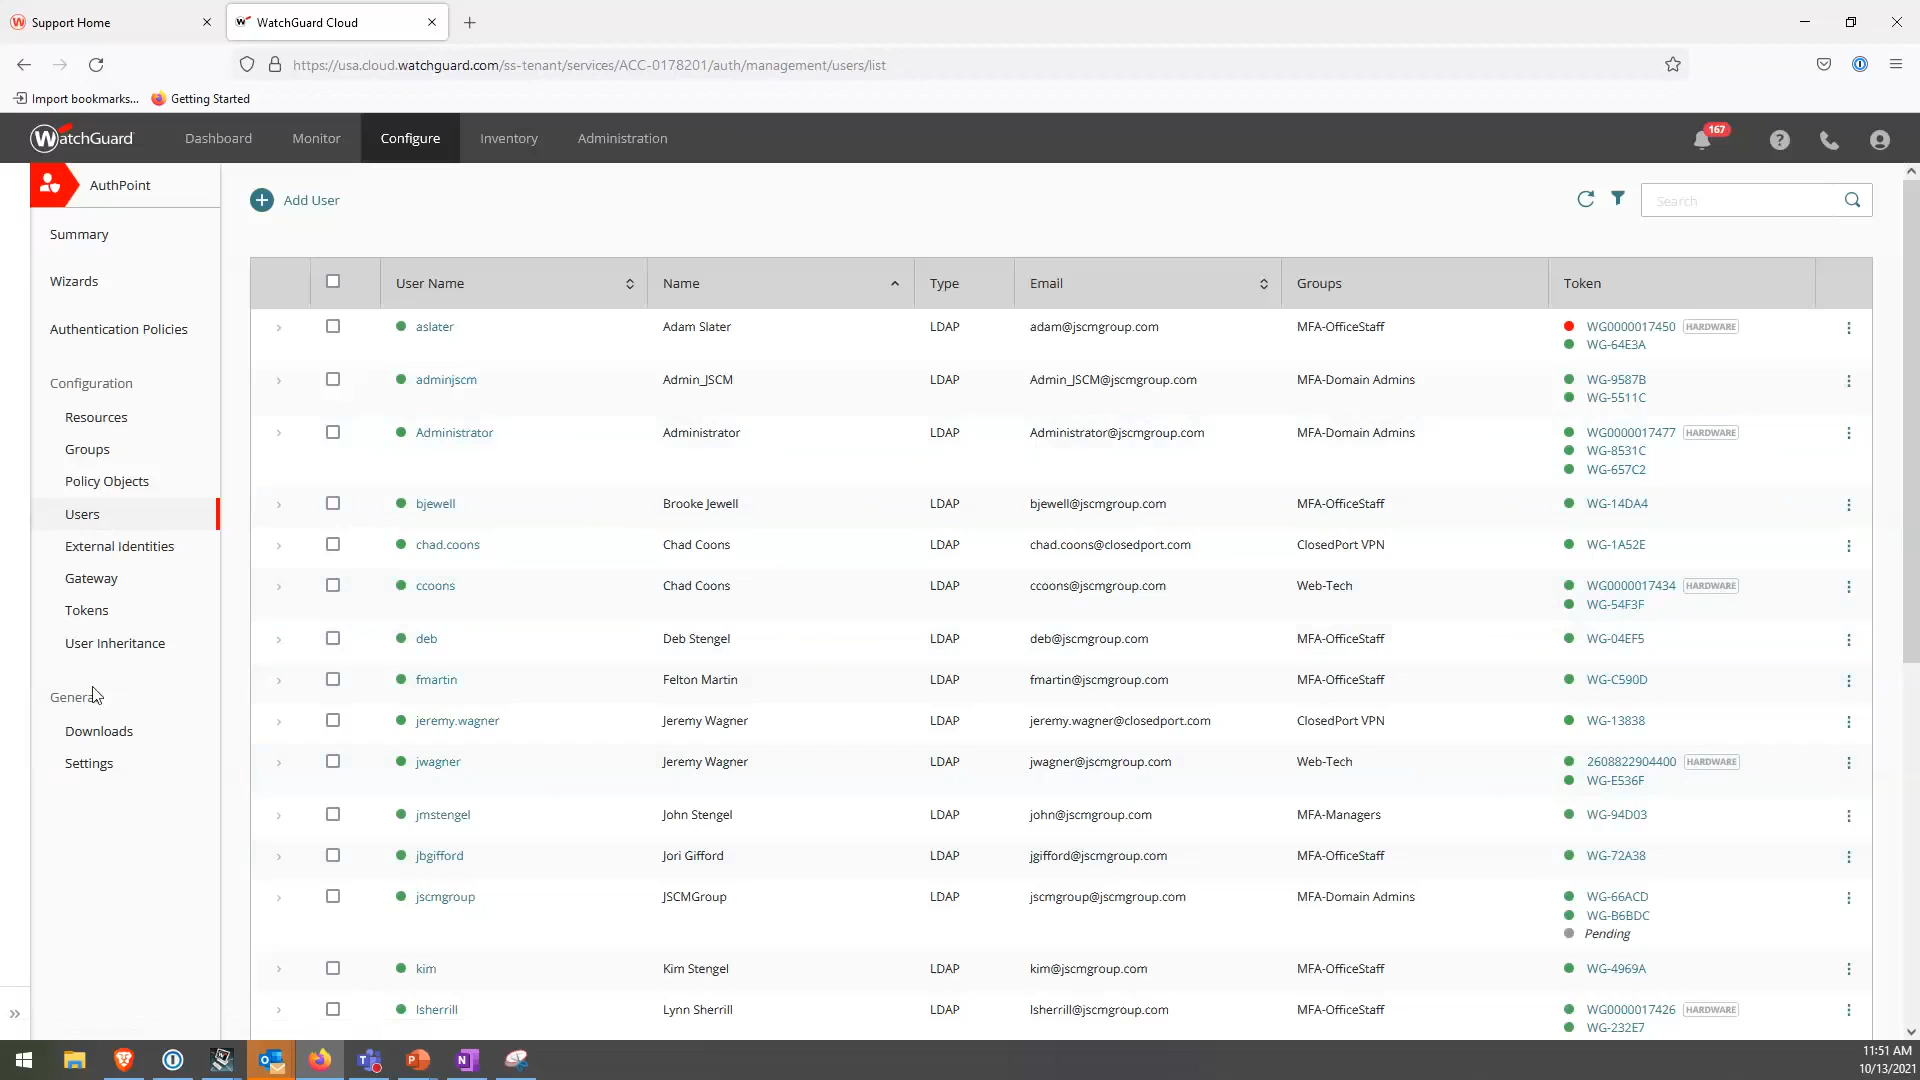 Support Home
WatchGuard Cloud
https://usa.cloud.watchguard.com/ss-tenant/services/ACC-0178201/auth/management/users/list
Import bookmarks...
Getting Started
WatchGuard
Dashboard
Monitor
Configure
Inventory
Administration
167
AuthPoint
Summary
Wizards
Authentication Policies
Configuration
Resources
Groups
Policy Objects
Users
External Identities
Gateway
Tokens
User Inheritance
General
Downloads
Settings
Add User
Search
User Name Name Type Email Groups Token
aslater Adam Slater LDAP adam@jscmgroup.com MFA-OfficeStaff WG0000017450 HARDWARE
WG-64E3A
adminjscm Admin_JSCM LDAP Admin_JSCM@jscmgroup.com MFA-Domain Admins WG-9587B
WG-5511C
Administrator Administrator LDAP Administrator@jscmgroup.com MFA-Domain Admins WG0000017477 HARDWARE
WG-8531C
WG-657C2
bjewell Brooke Jewell LDAP bjewell@jscmgroup.com MFA-OfficeStaff WG-14DA4
chad.coons Chad Coons LDAP chad.coons@closedport.com ClosedPort VPN WG-1A52E
ccoons Chad Coons LDAP ccoons@jscmgroup.com Web-Tech WG0000017434 HARDWARE
WG-54F3F
deb Deb Stengel LDAP deb@jscmgroup.com MFA-OfficeStaff WG-04EF5
fmartin Felton Martin LDAP fmartin@jscmgroup.com MFA-OfficeStaff WG-C590D
jeremy.wagner Jeremy Wagner LDAP jeremy.wagner@closedport.com ClosedPort VPN WG-13838
jwagner Jeremy Wagner LDAP jwagner@jscmgroup.com Web-Tech 2608822904400 HARDWARE
WG-E536F
jmstengel John Stengel LDAP john@jscmgroup.com MFA-Managers WG-94D03
jbgifford Jori Gifford LDAP jgifford@jscmgroup.com MFA-OfficeStaff WG-72A38
jscmgroup JSCMGroup LDAP jscmgroup@jscmgroup.com MFA-Domain Admins WG-66ACD
WG-B6BDC
Pending
kim Kim Stengel LDAP kim@jscmgroup.com MFA-OfficeStaff WG-4969A
lsherrill Lynn Sherrill LDAP lsherrill@jscmgroup.com MFA-OfficeStaff WG0000017426 HARDWARE
WG-232E7
11:51 AM
10/13/2021